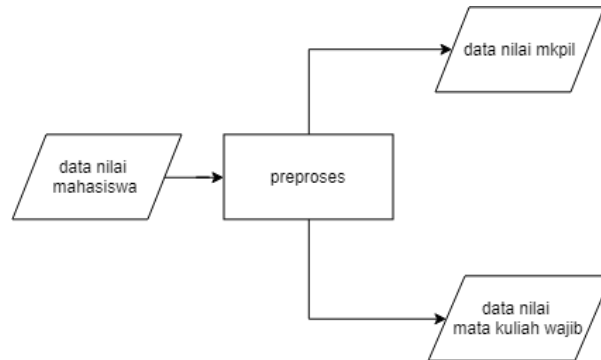 data nilai mkpil
data nilai
mahasiswa
preproses
data nilai
mata kuliah wajib